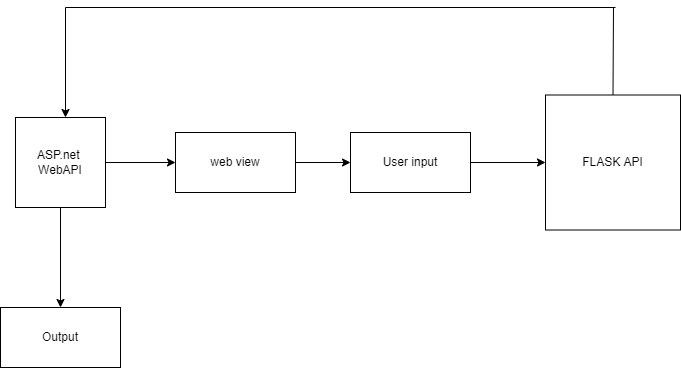 ASP.net
WebAPI
web view
User input
FLASK API
Output